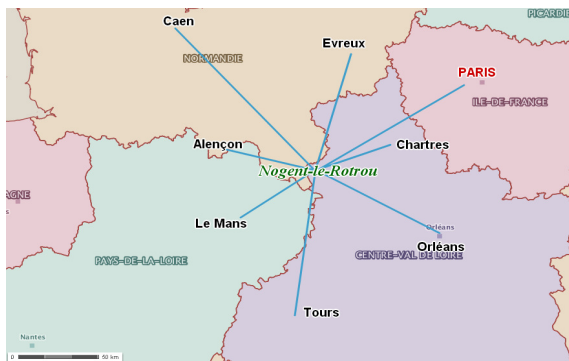 PICARDIE
Caen
Evreux
NORMANDIE
PARIS
ILE-DE-FRANCE
Alençon
Chartres
Nogent-le-Rotrou
AGNE
Le Mans
Orléans
Orléans
CENTRE-VAL DE LOIRE
PAYS-DE-LA-LOIRE
Tours
Nantes
0 50 km